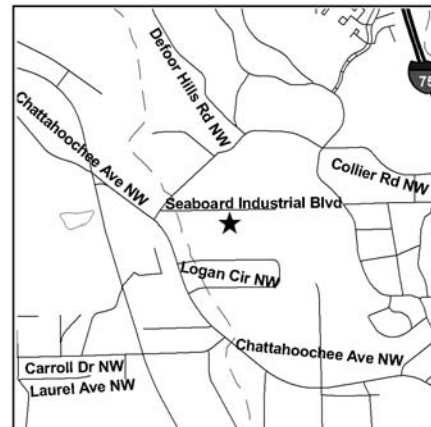 75
Defoor Hills Rd NW
Chattahoochee Ave NW
Collier Rd NW
Seaboard Industrial Blvd
Logan Cir NW
Chattahoochee Ave NW
Carroll Dr NW
Laurel Ave NW